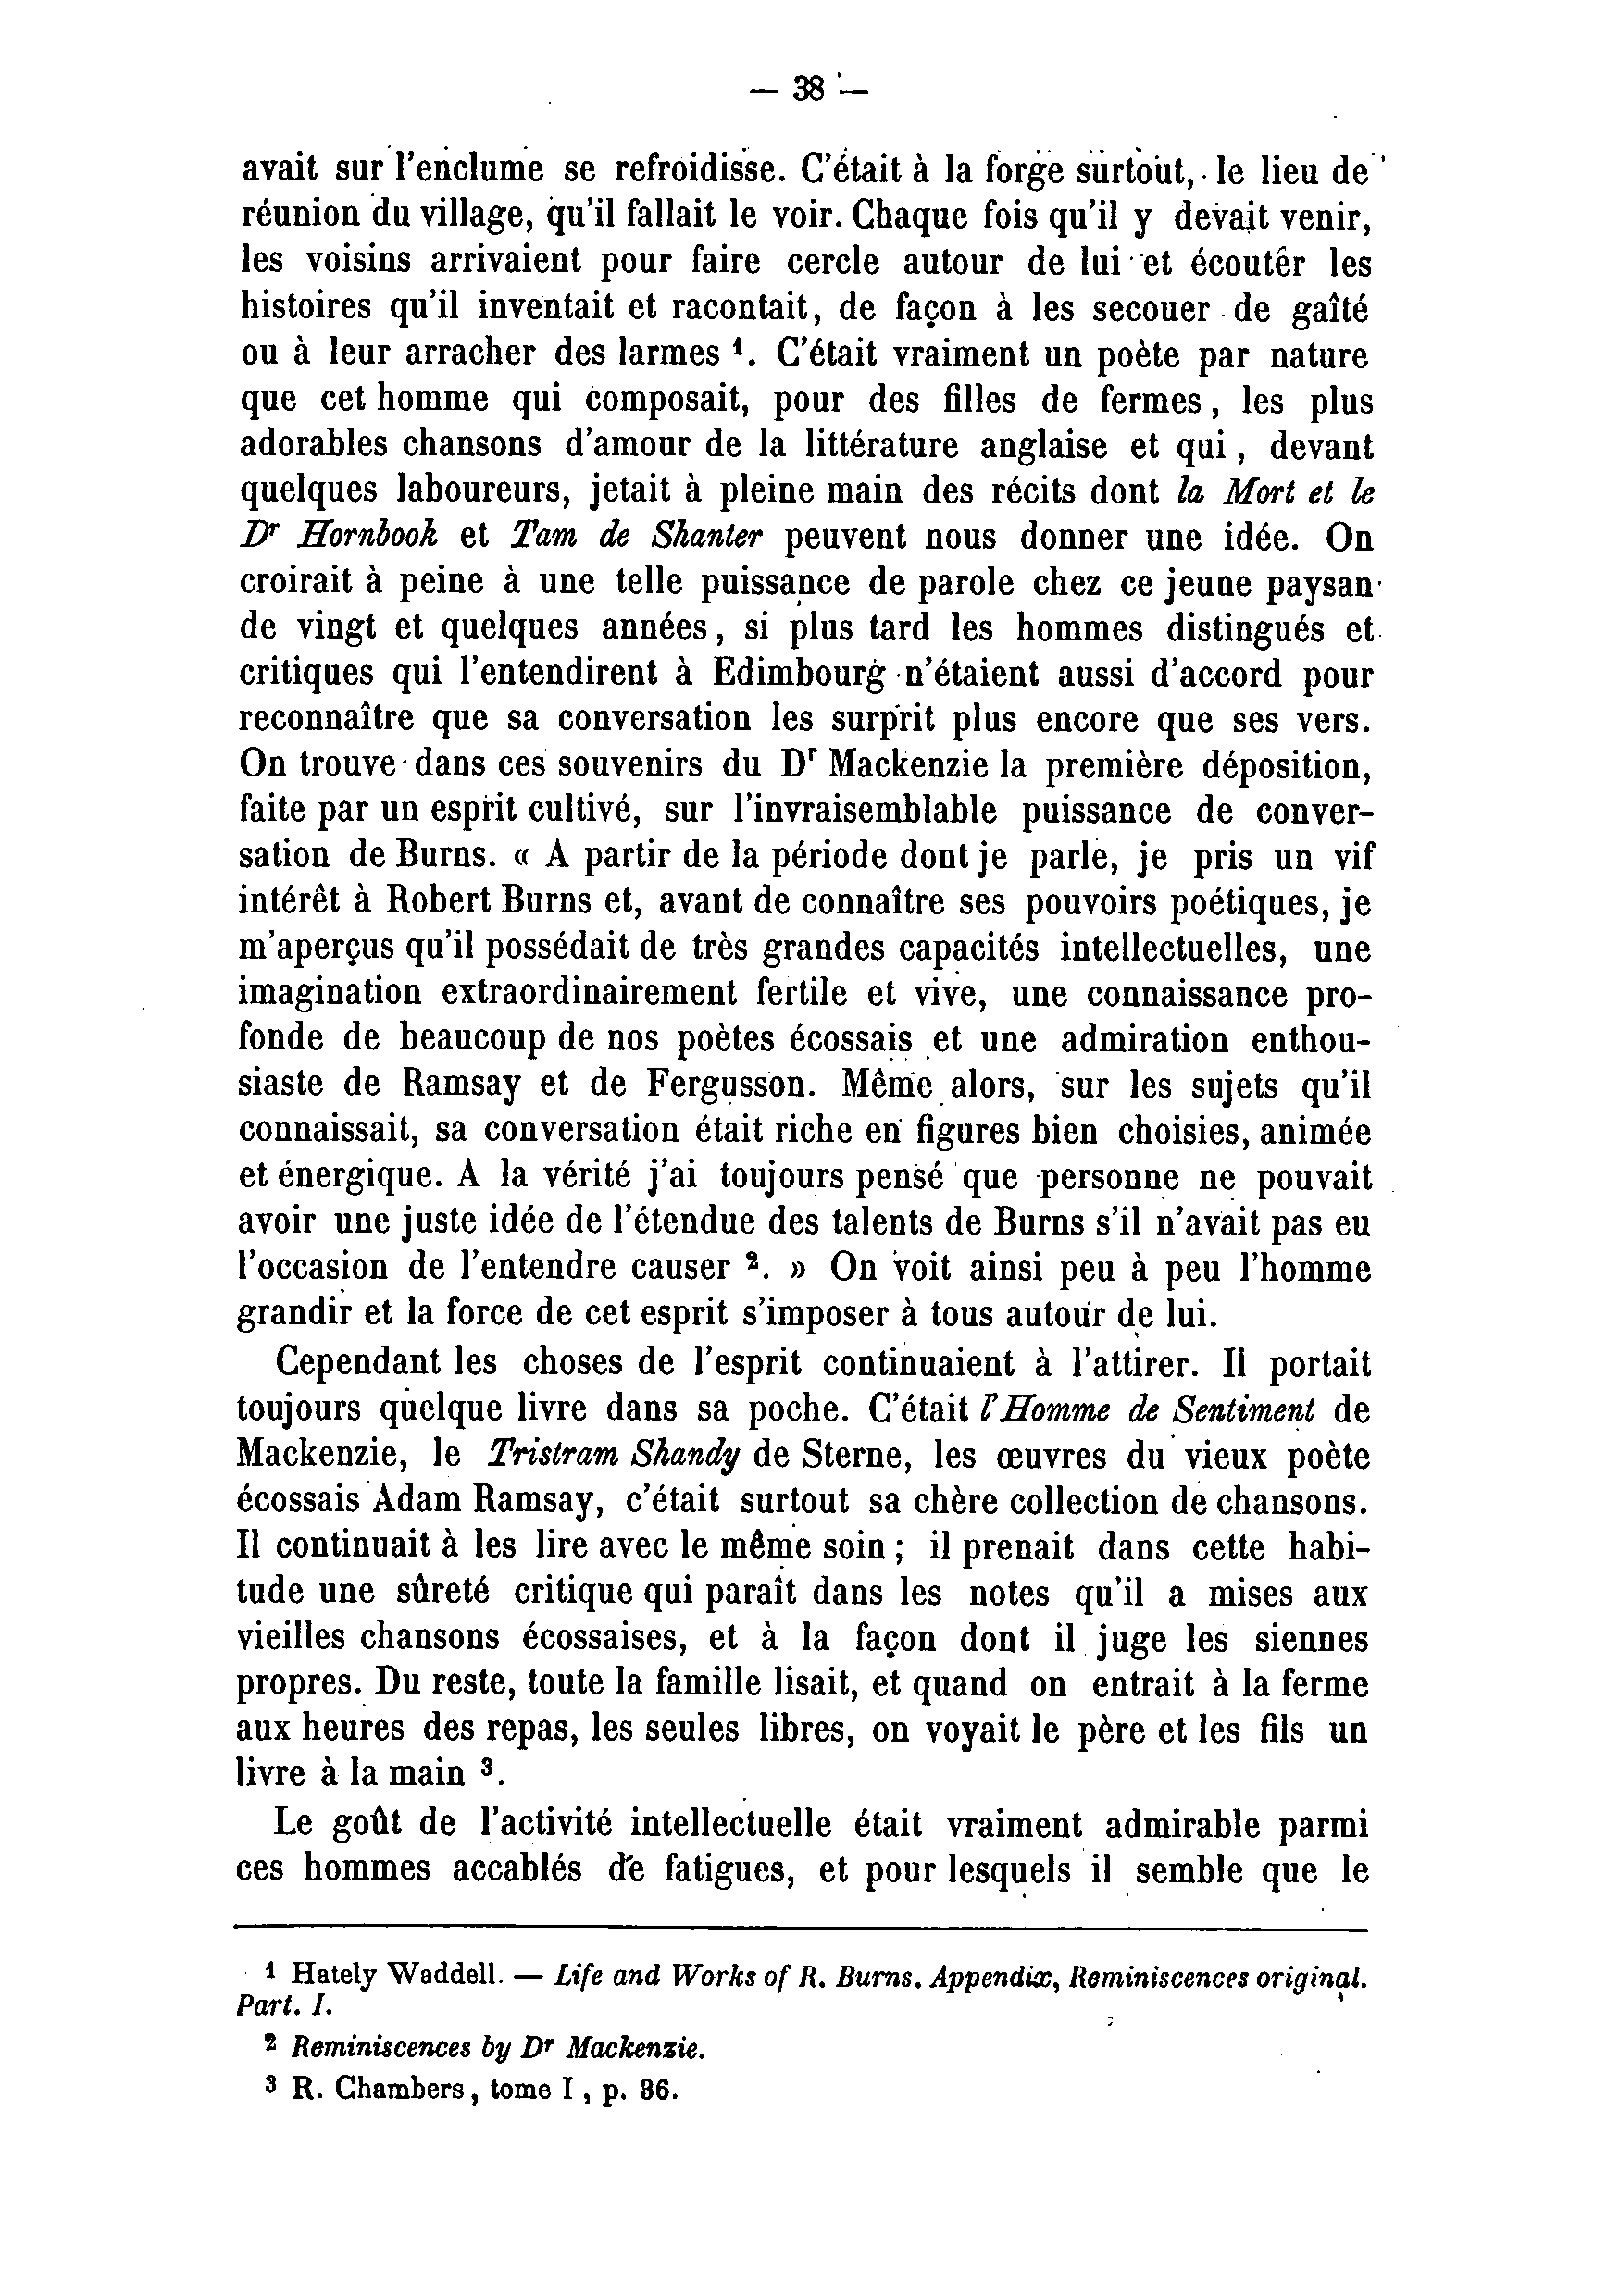 — 38 —
avait sur l'enclume se refroidisse. C'était à la forge surtout, le lieu de
réunion du village, qu'il fallait le voir. Chaque fois qu'il y devait venir,
les voisins arrivaient pour faire cercle autour de lui et écouter les
histoires qu'il inventait et racontait, de façon à les secouer de gaîté
ou à leur arracher des larmes ¹. C'était vraiment un poète par nature
que cet homme qui composait, pour des filles de fermes, les plus
adorables chansons d'amour de la littérature anglaise et qui, devant
quelques laboureurs, jetait à pleine main des récits dont la Mort et le
Dr Hornbook et Tam de Shanter peuvent nous donner une idée. On
croirait à peine à une telle puissance de parole chez ce jeune paysan
de vingt et quelques années, si plus tard les hommes distingués et
critiques qui l'entendirent à Edimbourg n'étaient aussi d'accord pour
reconnaître que sa conversation les surprit plus encore que ses vers.
On trouve dans ces souvenirs du Dr Mackenzie la première déposition,
faite par un esprit cultivé, sur l'invraisemblable puissance de conver-
sation de Burns. « A partir de la période dont je parle, je pris un vif
intérêt à Robert Burns et, avant de connaître ses pouvoirs poétiques, je
m'aperçus qu'il possédait de très grandes capacités intellectuelles, une
imagination extraordinairement fertile et vive, une connaissance pro-
fonde de beaucoup de nos poètes écossais et une admiration enthou-
siaste de Ramsay et de Fergusson. Même alors, sur les sujets qu'il
connaissait, sa conversation était riche en figures bien choisies, animée
et énergique. A la vérité j'ai toujours pensé que personne ne pouvait
avoir une juste idée de l'étendue des talents de Burns s'il n'avait pas eu
l'occasion de l'entendre causer ². » On voit ainsi peu à peu l'homme
grandir et la force de cet esprit s'imposer à tous autour de lui.
Cependant les choses de l'esprit continuaient à l'attirer. Il portait
toujours quelque livre dans sa poche. C'était l'Homme de Sentiment de
Mackenzie, le Tristram Shandy de Sterne, les œuvres du vieux poète
écossais Adam Ramsay, c'était surtout sa chère collection de chansons.
Il continuait à les lire avec le même soin ; il prenait dans cette habi-
tude une sûreté critique qui paraît dans les notes qu'il a mises aux
vieilles chansons écossaises, et à la façon dont il juge les siennes
propres. Du reste, toute la famille lisait, et quand on entrait à la ferme
aux heures des repas, les seules libres, on voyait le père et les fils un
livre à la main ³.
Le goût de l'activité intellectuelle était vraiment admirable parmi
ces hommes accablés de fatigues, et pour lesquels il semble que le
¹ Hately Waddell. — Life and Works of R. Burns. Appendix, Reminiscences original.
Part. I.
² Reminiscences by Dr Mackenzie.
³ R. Chambers, tome I, p. 86.